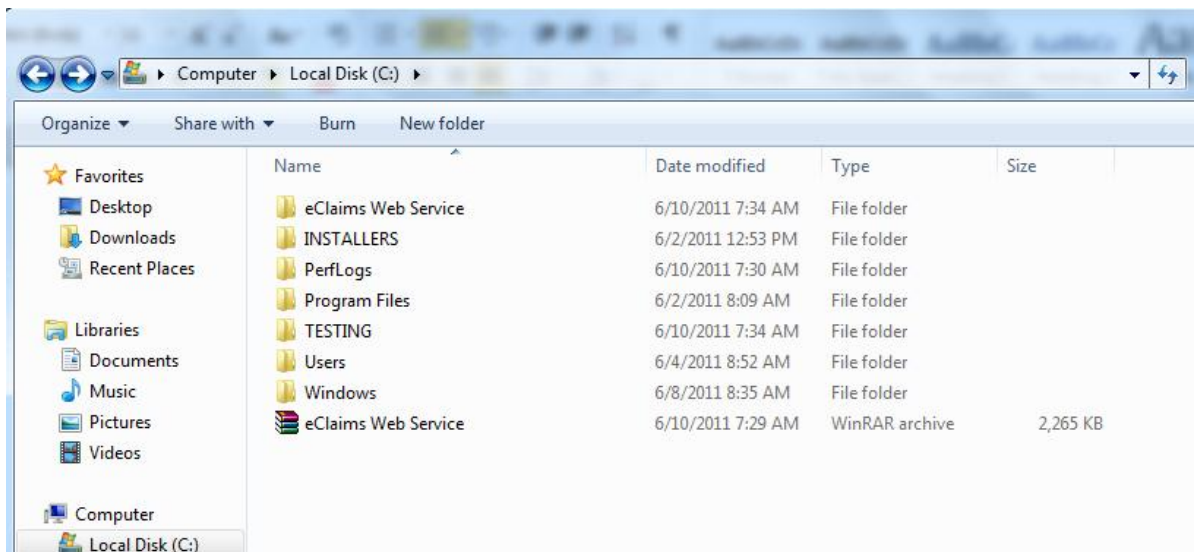 Computer Local Disk (C:)
Organize Share with Burn New folder
Favorites
Desktop
Downloads
Recent Places
Libraries
Documents
Music
Pictures
Videos
Computer
Local Disk (C:)
Name Date modified Type Size
eClaims Web Service 6/10/2011 7:34 AM File folder
INSTALLERS 6/2/2011 12:53 PM File folder
PerfLogs 6/10/2011 7:30 AM File folder
Program Files 6/2/2011 8:09 AM File folder
TESTING 6/10/2011 7:34 AM File folder
Users 6/4/2011 8:52 AM File folder
Windows 6/8/2011 8:35 AM File folder
eClaims Web Service 6/10/2011 7:29 AM WinRAR archive 2,265 KB